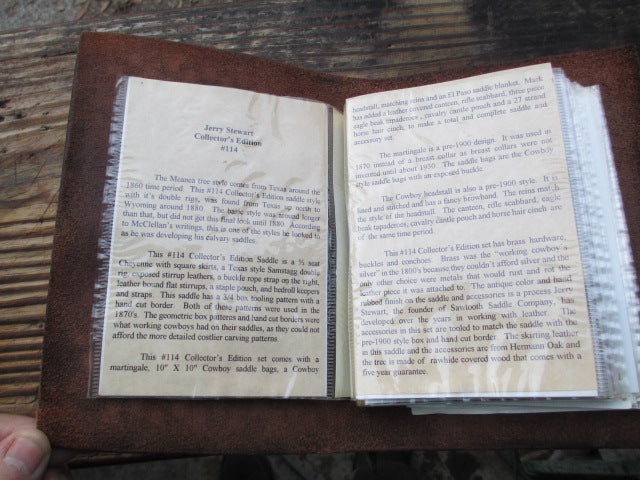 Jerry Stewart
Collector's Edition
#114
The Meanea tree style comes from Texas around the
1860 time period. This #114 Collector's Edition saddle style
with it's double rigs, was found from Texas up north to
Wyoming around 1880. The basic style was around longer
than that, but did not get this final look until 1880. According
to McClellan's writings, this is one of the styles he looked to
as he was developing his calvary saddles.
This #114 Collector's Edition Saddle is a ½ seat
Cheyenne with square skirts, a Texas style Samstagg double
rig, exposed stirrup leathers, a buckle rope strap on the right,
leather bound flat stirrups, a staple pouch, and bedroll keepers
and straps. This saddle has a 3/4 box tooling pattern with a
hand cut border. Both of these patterns were used in the
1870's. The geometric box patterns and hand cut borders were
what working cowboys had on their saddles, as they could not
afford the more detailed costlier carving patterns.
This #114 Collector's Edition set comes with a
martingale, 10" X 10" Cowboy saddle bags, a Cowboy
headstall, matching reins and an El Paso saddle blanket. Mark
has added a leather covered canteen, rifle scabbard, three piece
eagle beak tapaderos, cavalry cantle pouch and a 27 strand
horse hair cinch, to make a total and complete saddle and
accessory set.
The martingale is a pre-1900 design. It was used in
1870 instead of a breast collar as breast collars were not
invented until about 1930. The saddle bags are the Cowboy
style saddle bags with an exposed buckle.
The Cowboy headstall is also a pre-1900 style. It is
lined and stitched and has a fancy browband. The reins match
the style of the headstall. The canteen, rifle scabbard, eagle
beak tapaderos, cavalry cantle pouch and horse hair cinch are
of the same time period.
This #114 Collector's Edition set has brass hardware,
buckles and conchoes. Brass was the "working cowboy's
silver" in the 1800's because they couldn't afford silver and the
only other choice were metals that would rust and rot the
leather piece it was attached to. The antique color and hand
rubbed finish on the saddle and accessories is a process Jerry
Stewart, the founder of Sawtooth Saddle Company, has
developed over the years in working with leather. The
accessories in this set are tooled to match the saddle with the
pre-1900 style box and hand cut border. The skirting leather
in this saddle and the accessories are from Hermann Oak and
the tree is made of rawhide covered wood that comes with a
five year guarantee.